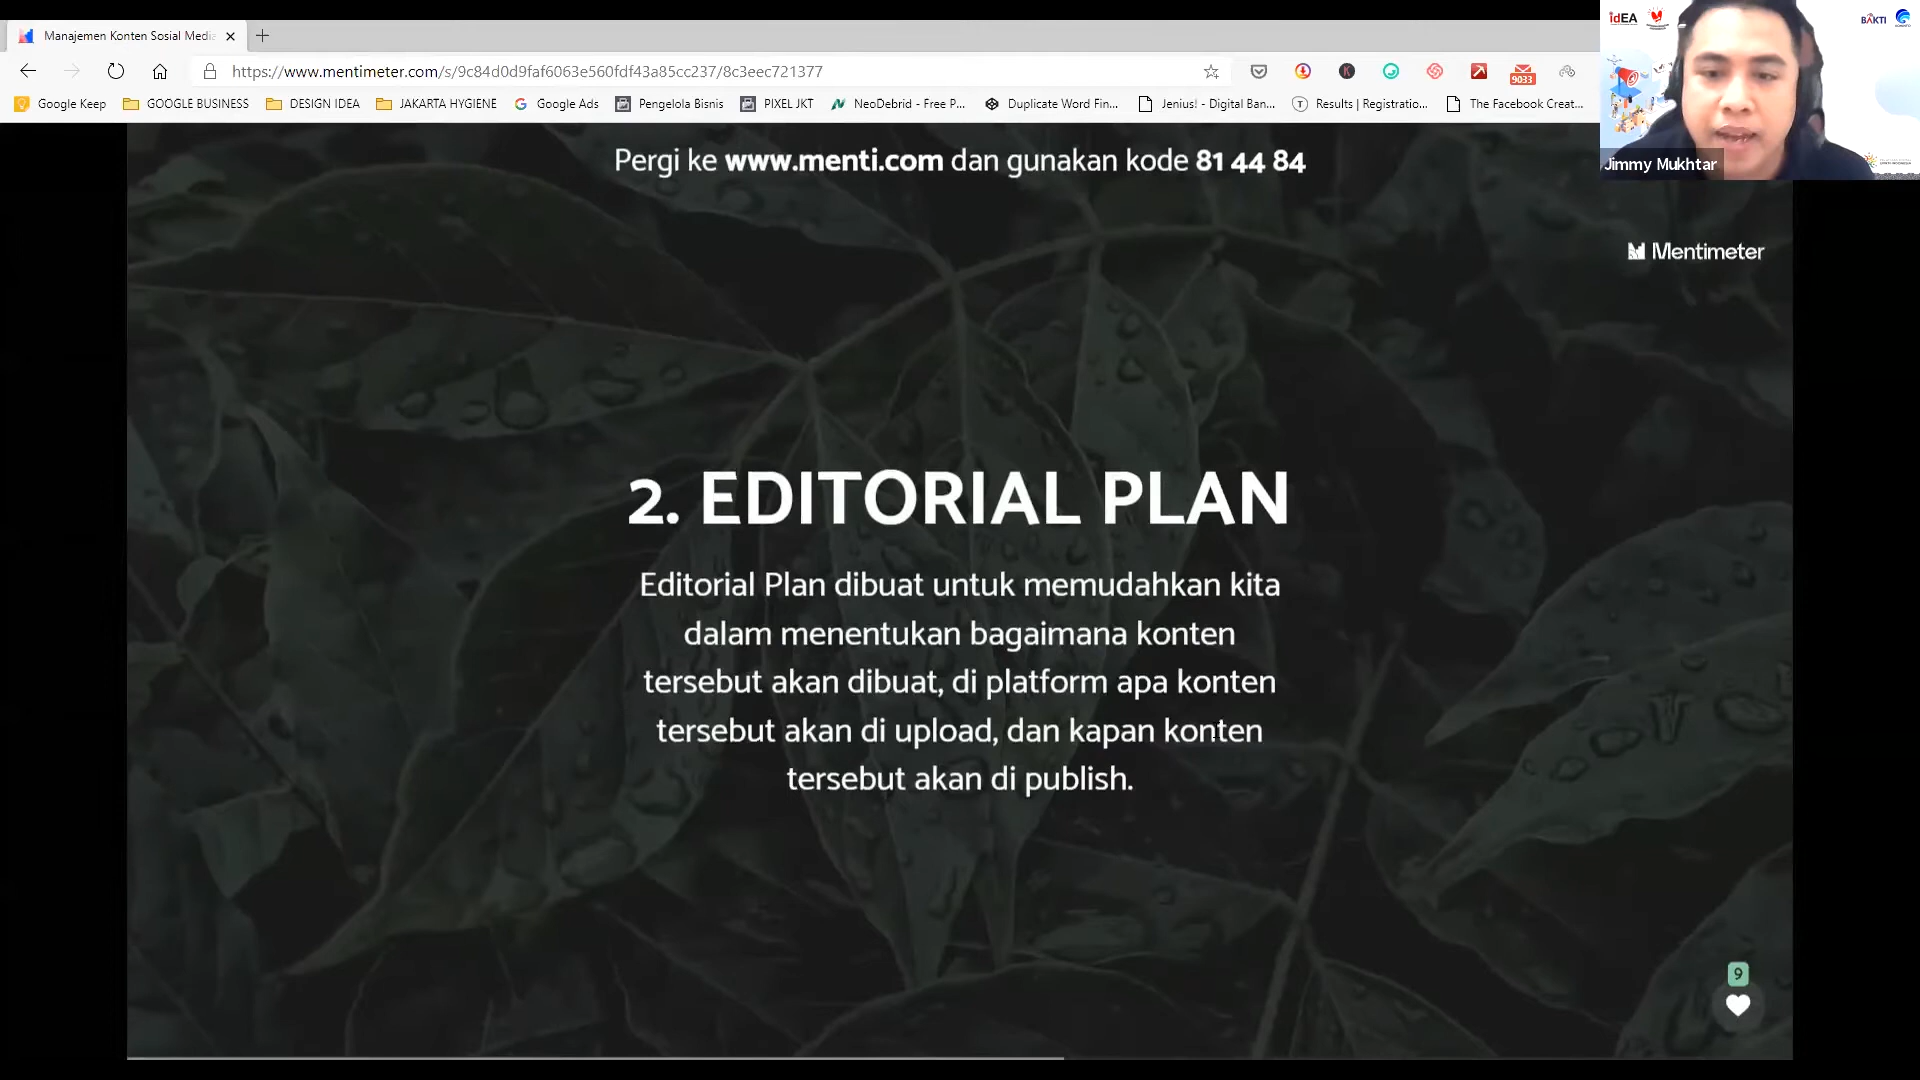 Manajemen Konten Sosial Media
https://www.mentimeter.com/s/9c84d0d9faf6063e560fdf43a85cc237/8c3eec721377
9033
Google Keep
GOOGLE BUSINESS
DESIGN IDEA
JAKARTA HYGIENE
Google Ads
Pengelola Bisnis
PIXEL JKT
NeoDebrid - Free P...
Duplicate Word Fin...
Jenius! - Digital Ban...
Results | Registratio...
The Facebook Creat...
idEA
BAKTI
Jimmy Mukhtar
Pergi ke www.menti.com dan gunakan kode 81 44 84
Mentimeter
2. EDITORIAL PLAN
Editorial Plan dibuat untuk memudahkan kita
dalam menentukan bagaimana konten
tersebut akan dibuat, di platform apa konten
tersebut akan di upload, dan kapan konten
tersebut akan di publish.
9